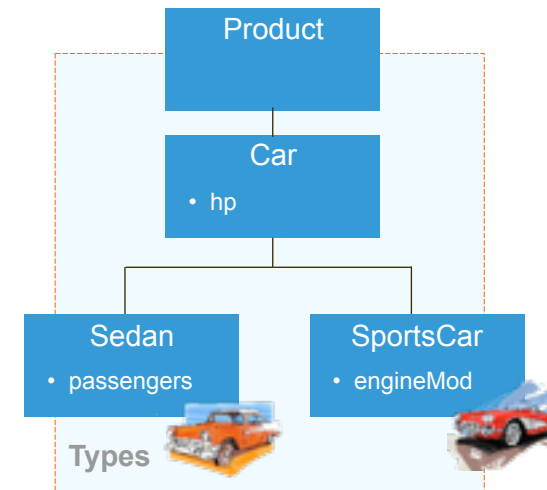 Product
Car
• hp
Sedan
• passengers
SportsCar
• engineMod
Types